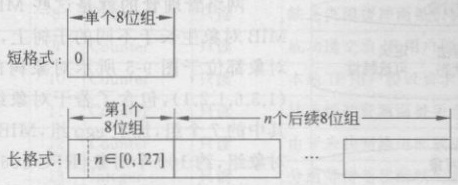 单个8位组
短格式: 0
第1个
8位组
n个后续8位组
长格式: 1 n∈[0,127] ...